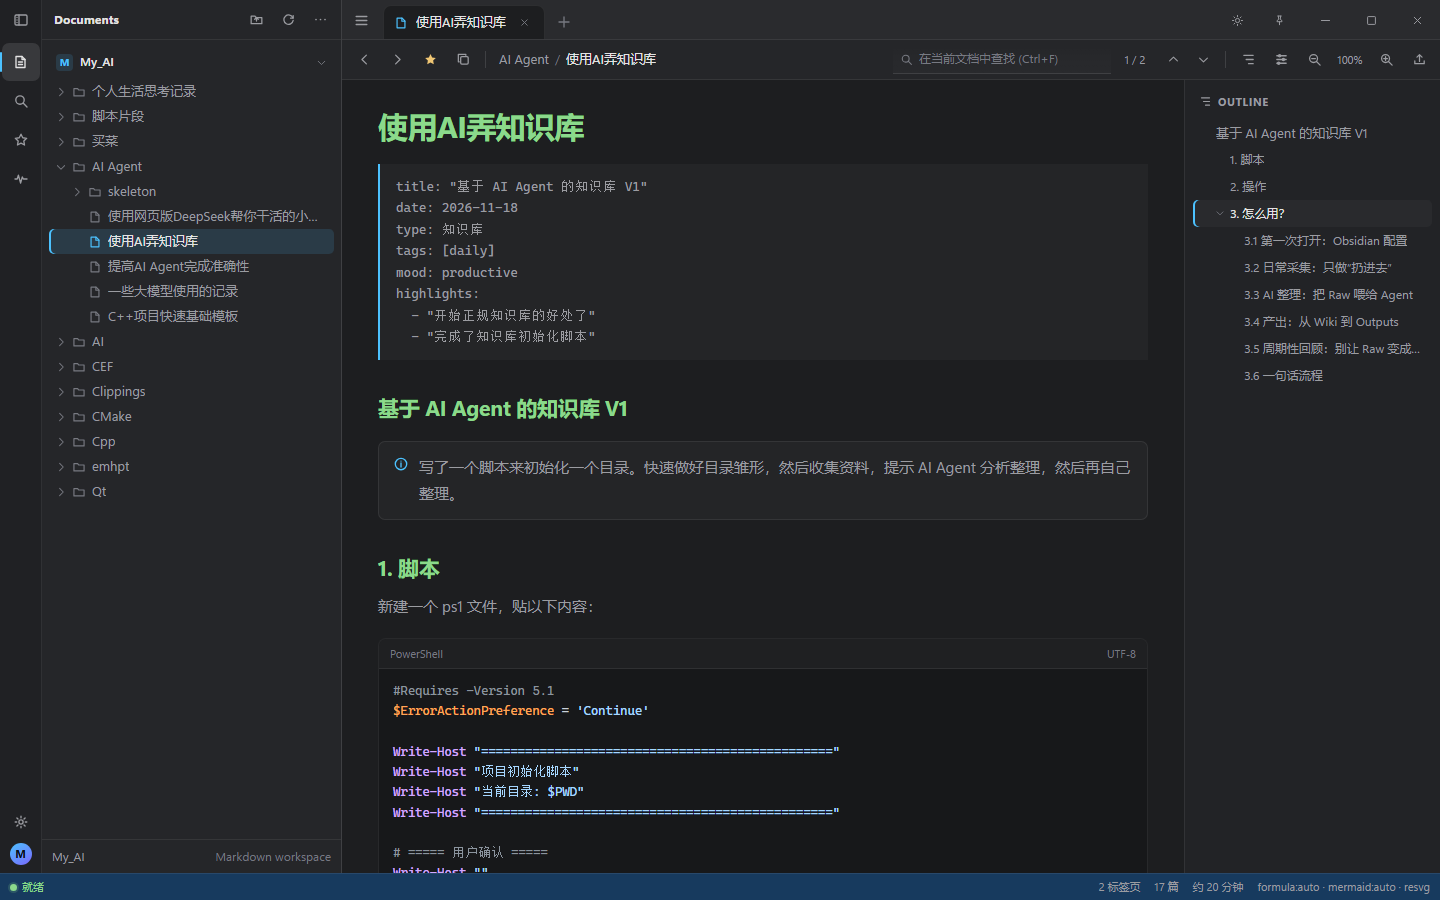 Documents
M My_AI
个人生活思考记录
脚本片段
买菜
AI Agent
skeleton
使用网页版DeepSeek帮你干活的小...
使用AI弄知识库
提高AI Agent完成准确性
一些大模型使用的记录
C++项目快速基础模板
AI
CEF
Clippings
CMake
Cpp
emhpt
Qt
M
My_AI Markdown workspace
使用AI弄知识库
AI Agent / 使用AI弄知识库
在当前文档中查找 (Ctrl+F)
1 / 2
100%
使用AI弄知识库
title: "基于 AI Agent 的知识库 V1"
date: 2026-11-18
type: 知识库
tags: [daily]
mood: productive
highlights:
- "开始正规知识库的好处了"
- "完成了知识库初始化脚本"
基于 AI Agent 的知识库 V1
写了一个脚本来初始化一个目录。快速做好目录雏形，然后收集资料，提示 AI Agent 分析整理，然后再自己
整理。
1. 脚本
新建一个 ps1 文件，贴以下内容：
PowerShell UTF-8
#Requires -Version 5.1
$ErrorActionPreference = 'Continue'
Write-Host "================================================"
Write-Host "项目初始化脚本"
Write-Host "当前目录: $PWD"
Write-Host "================================================"
# ===== 用户确认 =====
Write-Host ""
OUTLINE
基于 AI Agent 的知识库 V1
1. 脚本
2. 操作
3. 怎么用？
3.1 第一次打开：Obsidian 配置
3.2 日常采集：只做“扔进去”
3.3 AI 整理：把 Raw 喂给 Agent
3.4 产出：从 Wiki 到 Outputs
3.5 周期性回顾：别让 Raw 变成...
3.6 一句话流程
就绪
2 标签页 17 篇 约 20 分钟 formula:auto · mermaid:auto · resvg